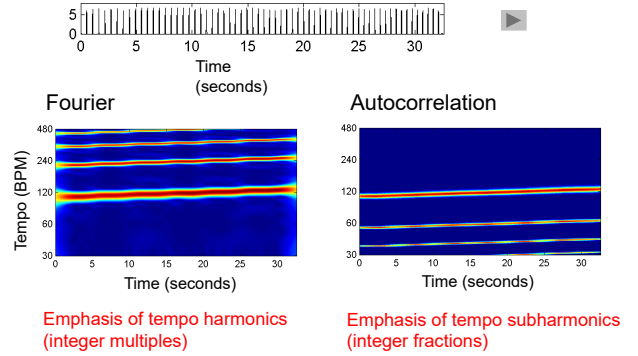 5
0
0 5 10 15 20 25 30
Time
(seconds)
Fourier
Autocorrelation
Tempo (BPM)
480
240
120
60
30
0 5 10 15 20 25 30
Time (seconds)
480
240
120
60
30
0 5 10 15 20 25 30
Time (seconds)
Emphasis of tempo harmonics
(integer multiples)
Emphasis of tempo subharmonics
(integer fractions)